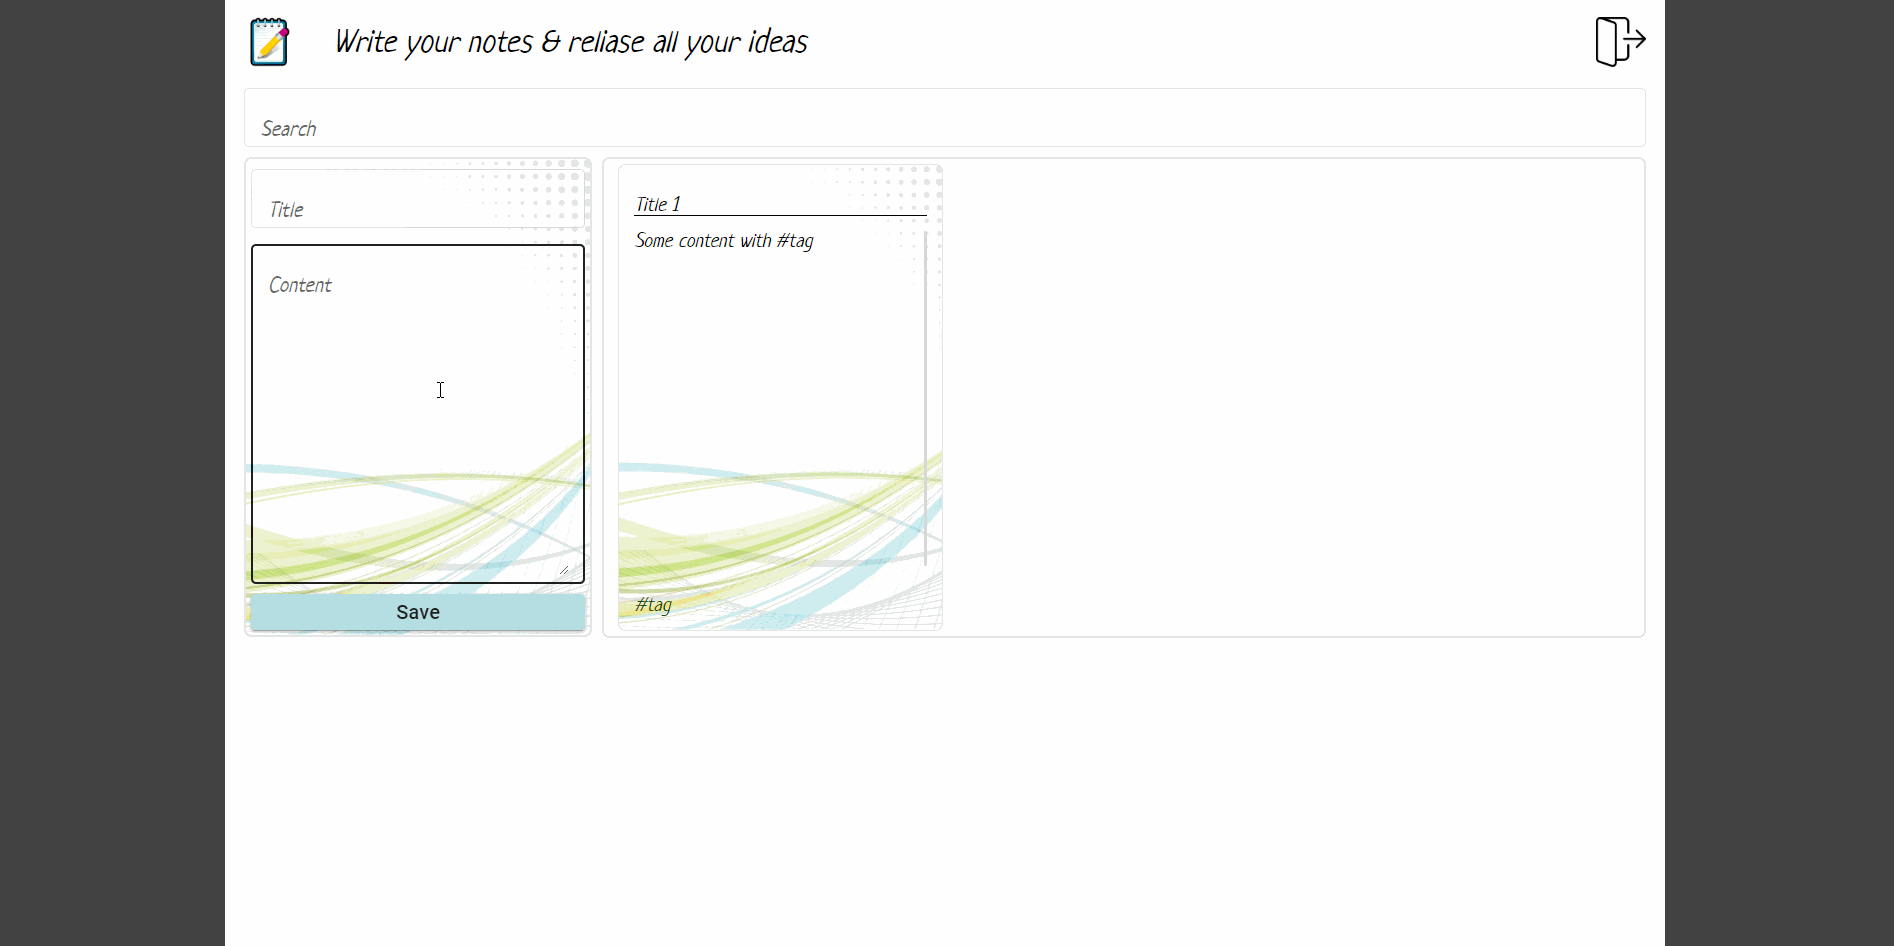 Write your notes & reliase all your ideas
Search
Title
Content
Save
Title 1
Some content with #tag
#tag